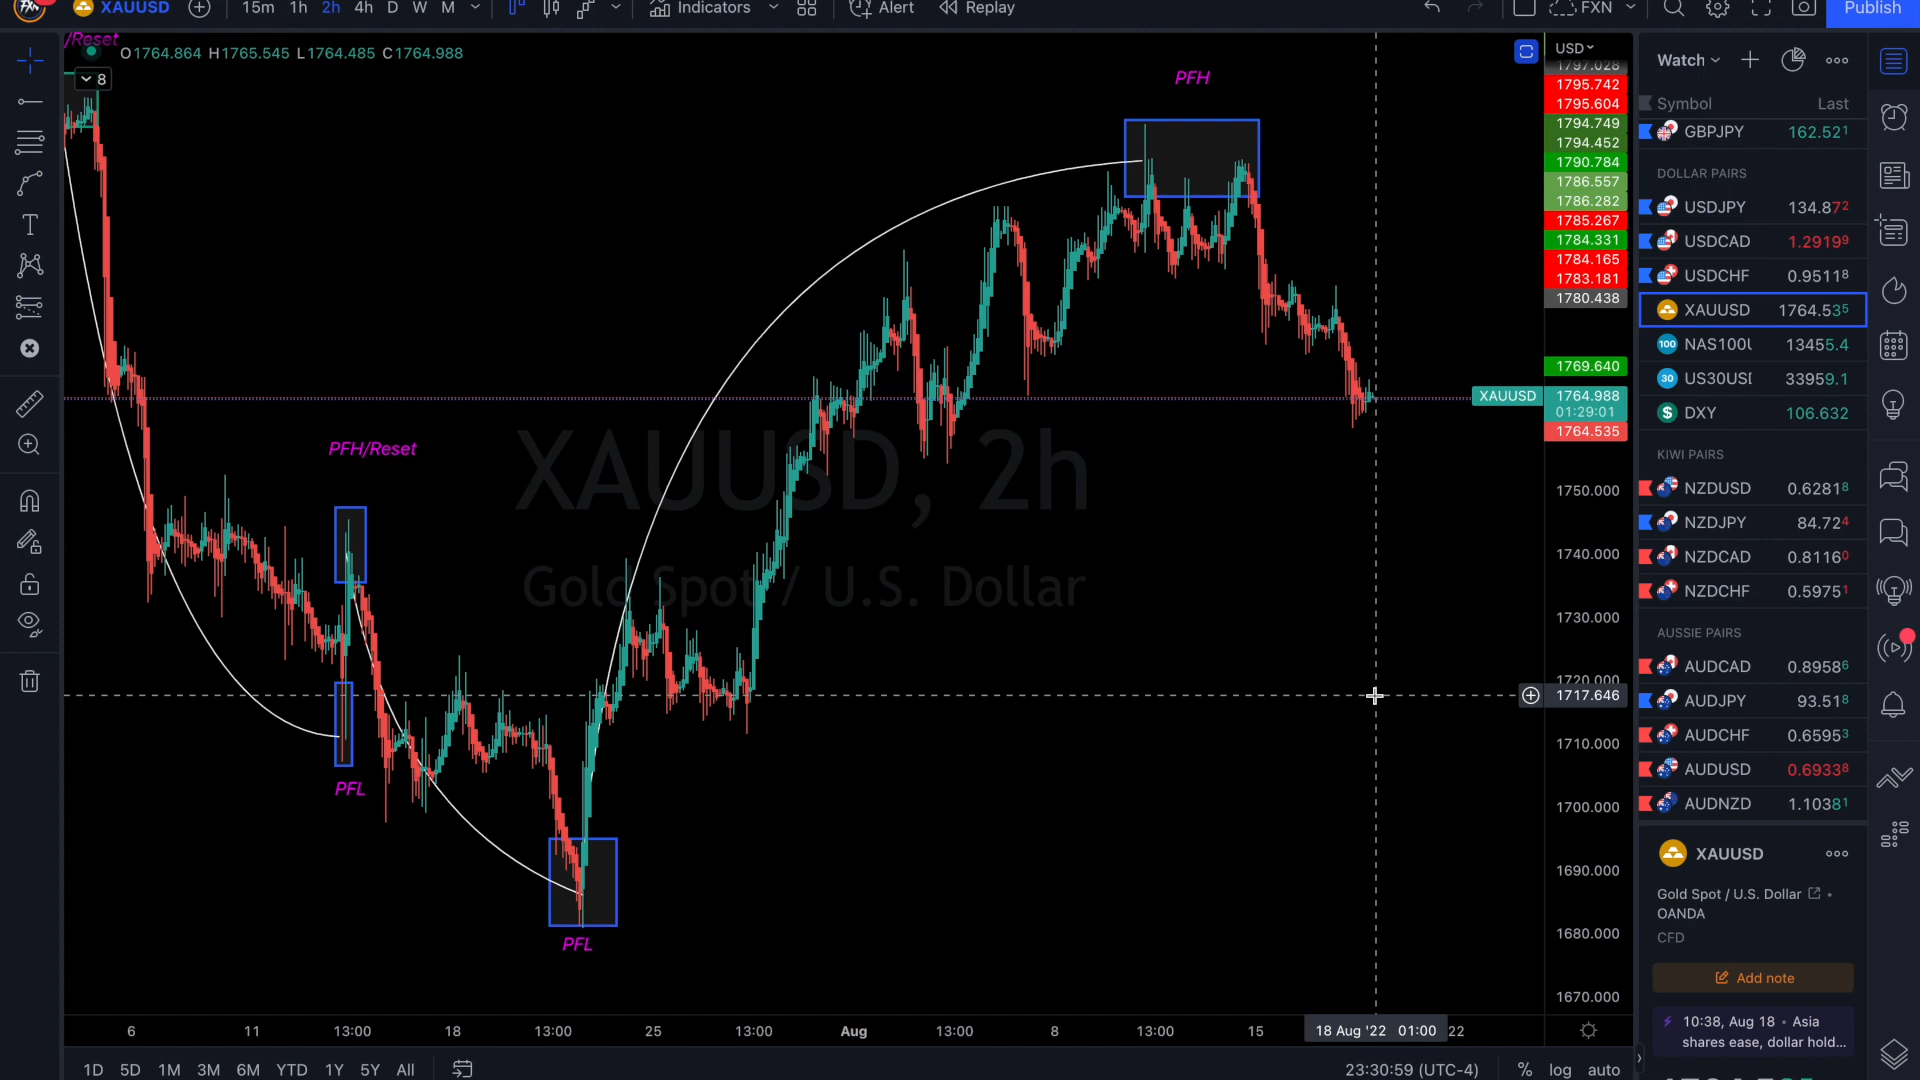 XAUUSD 15m 1h 2h 4h D W M Indicators Alert Replay FXN Publish
/Reset
O1764.864 H1765.545 L1764.485 C1764.988
8
PFH
PFH/Reset
PFL
PFL
XAUUSD, 2h
Gold Spot / U.S. Dollar
USD
1797.028
1795.742
1795.604
1794.749
1794.452
1790.784
1786.557
1786.282
1785.267
1784.331
1784.165
1783.181
1780.438
1769.640
XAUUSD 1764.988
01:29:01
1764.535
1750.000
1740.000
1730.000
1720.000
1717.646
1710.000
1700.000
1690.000
1680.000
1670.000
6 11 13:00 18 13:00 25 13:00 Aug 13:00 8 13:00 15 18 Aug '22 01:00 22
1D 5D 1M 3M 6M YTD 1Y 5Y All 23:30:59 (UTC-4) % log auto
Watch
Symbol Last
GBPJPY 162.521
DOLLAR PAIRS
USDJPY 134.872
USDCAD 1.29199
USDCHF 0.95118
XAUUSD 1764.535
100 NAS100U 13455.4
30 US30USD 33959.1
$ DXY 106.632
KIWI PAIRS
NZDUSD 0.62818
NZDJPY 84.724
NZDCAD 0.81160
NZDCHF 0.59751
AUSSIE PAIRS
AUDCAD 0.89586
AUDJPY 93.518
AUDCHF 0.65953
AUDUSD 0.69338
AUDNZD 1.10381
XAUUSD
Gold Spot / U.S. Dollar
OANDA
CFD
Add note
10:38, Aug 18 • Asia
shares ease, dollar hold...